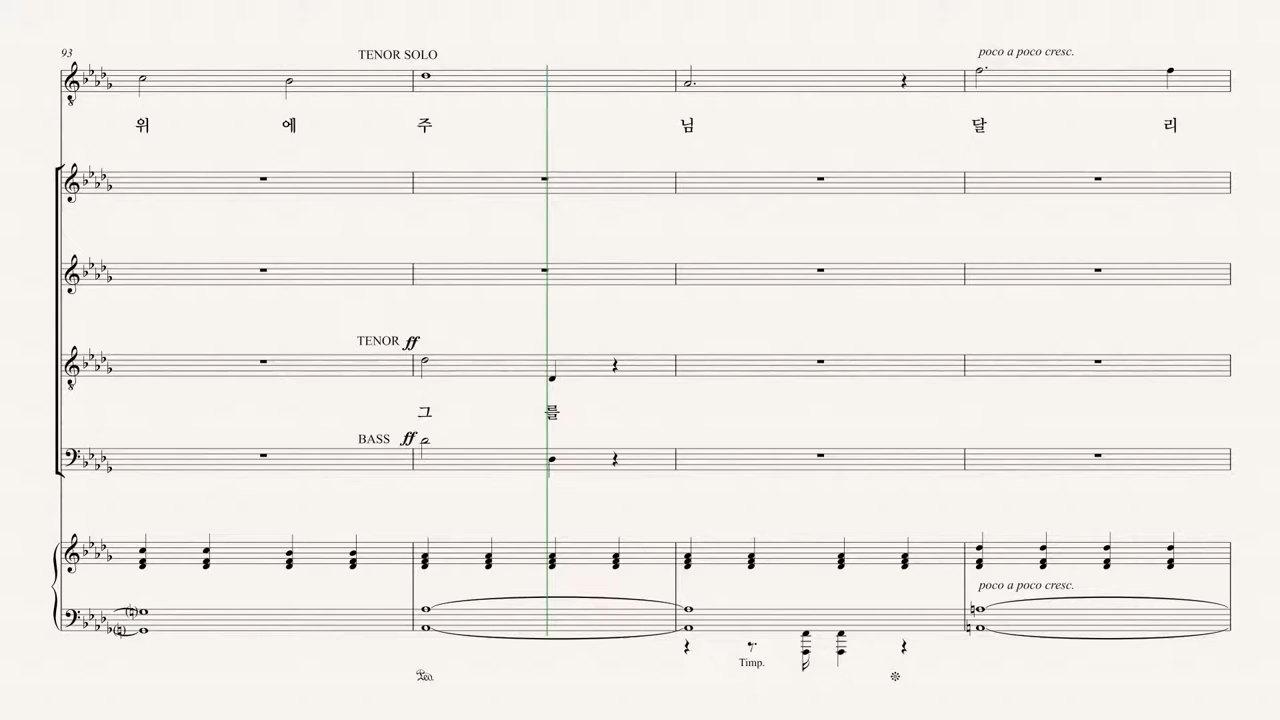 93
TENOR SOLO
poco a poco cresc.
위 에 주 님 달 리
TENOR ff
그 를
BASS ff
poco a poco cresc.
Timp.
Ped.